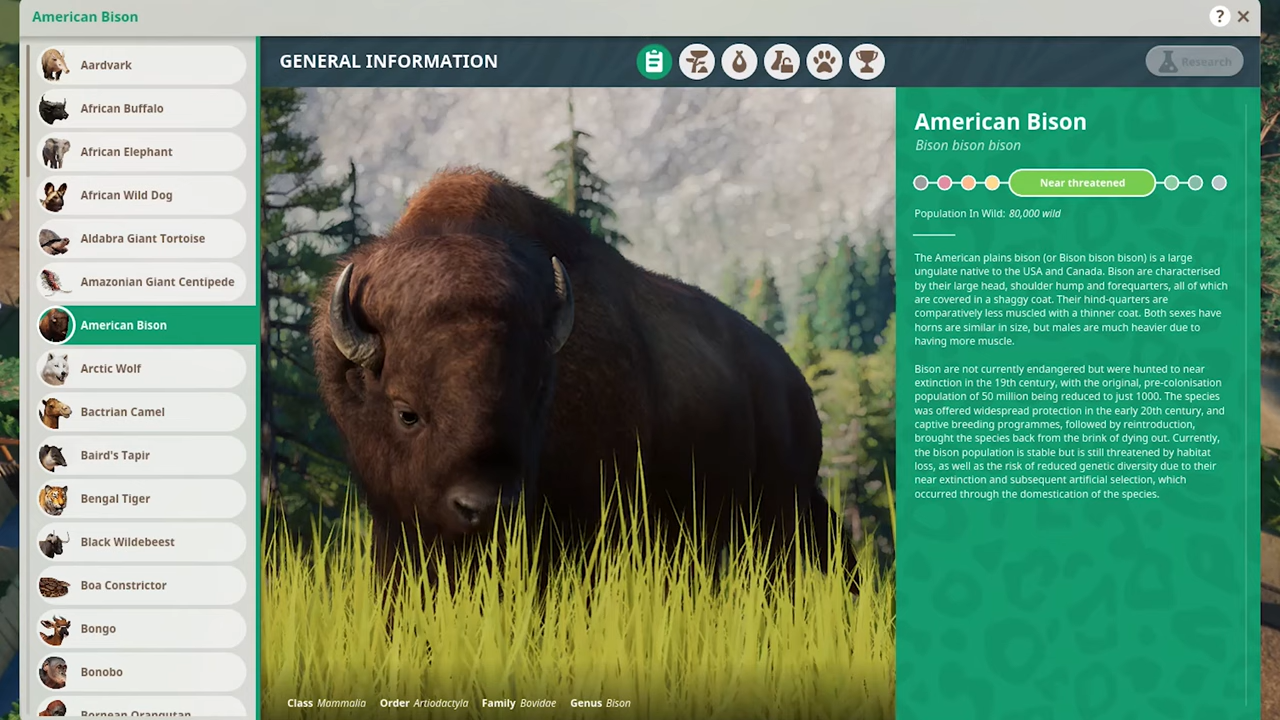 American Bison
?
Aardvark
African Buffalo
African Elephant
African Wild Dog
Aldabra Giant Tortoise
Amazonian Giant Centipede
American Bison
Arctic Wolf
Bactrian Camel
Baird's Tapir
Bengal Tiger
Black Wildebeest
Boa Constrictor
Bongo
Bonobo
Bornean Orangutan
GENERAL INFORMATION
Research
Class Mammalia Order Artiodactyla Family Bovidae Genus Bison
American Bison
Bison bison bison
Near threatened
Population In Wild: 80,000 wild
The American plains bison (or Bison bison bison) is a large
ungulate native to the USA and Canada. Bison are characterised
by their large head, shoulder hump and forequarters, all of which
are covered in a shaggy coat. Their hind-quarters are
comparatively less muscled with a thinner coat. Both sexes have
horns are similar in size, but males are much heavier due to
having more muscle.
Bison are not currently endangered but were hunted to near
extinction in the 19th century, with the original, pre-colonisation
population of 50 million being reduced to just 1000. The species
was offered widespread protection in the early 20th century, and
captive breeding programmes, followed by reintroduction,
brought the species back from the brink of dying out. Currently,
the bison population is stable but is still threatened by habitat
loss, as well as the risk of reduced genetic diversity due to their
near extinction and subsequent artificial selection, which
occurred through the domestication of the species.